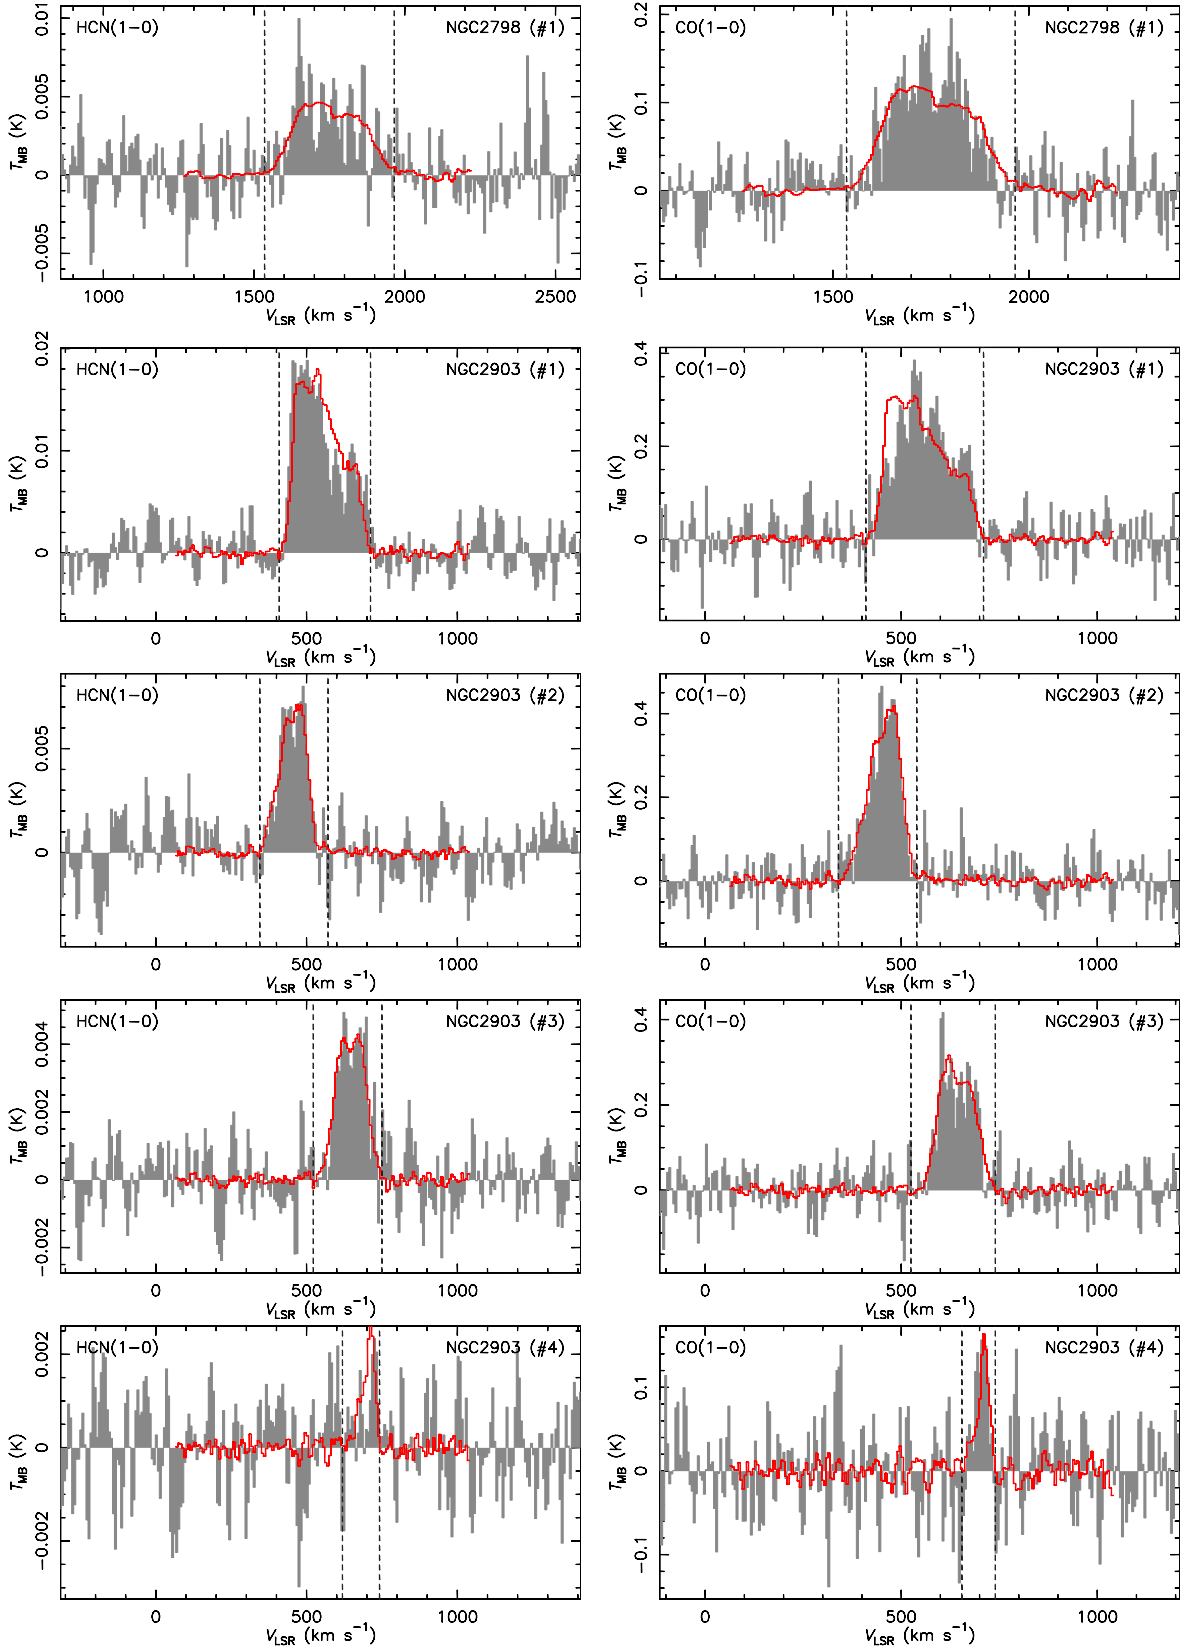 HCN(1−0) NGC2798 (#1)
T_MB (K)
0.01
0.005
0
−0.005
1000 1500 2000 2500
V_LSR (km s⁻¹)
CO(1−0) NGC2798 (#1)
T_MB (K)
0.2
0.1
0
−0.1
1500 2000
V_LSR (km s⁻¹)
HCN(1−0) NGC2903 (#1)
T_MB (K)
0.02
0.01
0
0 500 1000
V_LSR (km s⁻¹)
CO(1−0) NGC2903 (#1)
T_MB (K)
0.4
0.2
0
0 500 1000
V_LSR (km s⁻¹)
HCN(1−0) NGC2903 (#2)
T_MB (K)
0.005
0
0 500 1000
V_LSR (km s⁻¹)
CO(1−0) NGC2903 (#2)
T_MB (K)
0.4
0.2
0
0 500 1000
V_LSR (km s⁻¹)
HCN(1−0) NGC2903 (#3)
T_MB (K)
0.004
0.002
0
−0.002
0 500 1000
V_LSR (km s⁻¹)
CO(1−0) NGC2903 (#3)
T_MB (K)
0.4
0.2
0
0 500 1000
V_LSR (km s⁻¹)
HCN(1−0) NGC2903 (#4)
T_MB (K)
0.002
0
−0.002
0 500 1000
V_LSR (km s⁻¹)
CO(1−0) NGC2903 (#4)
T_MB (K)
0.1
0
−0.1
0 500 1000
V_LSR (km s⁻¹)